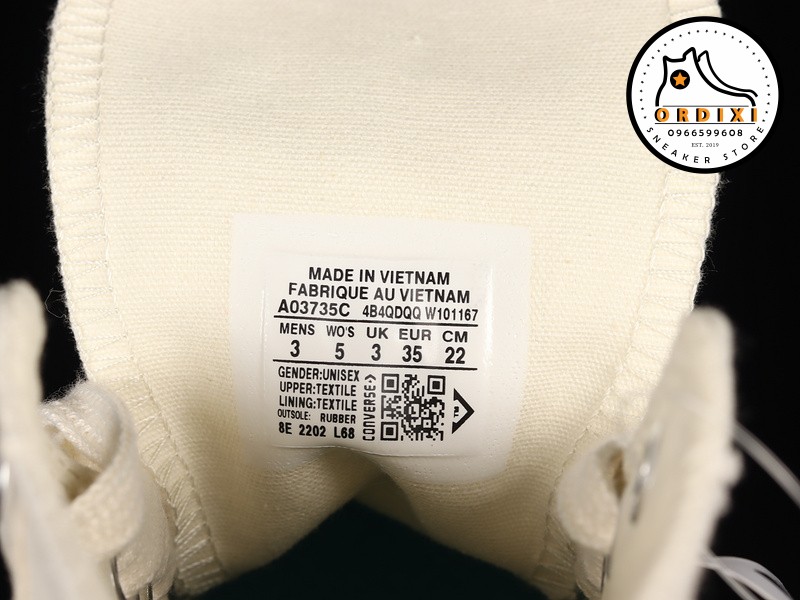 ORDIXI
0966599608
EST. 2019
SNEAKER STORE
MADE IN VIETNAM
FABRIQUE AU VIETNAM
A03735C 4B4QDQQ W101167
MENS WO'S UK EUR CM
3 5 3 35 22
GENDER:UNISEX
UPPER:TEXTILE
LINING:TEXTILE
OUTSOLE: RUBBER
8E 2202 L68
CONVERSE